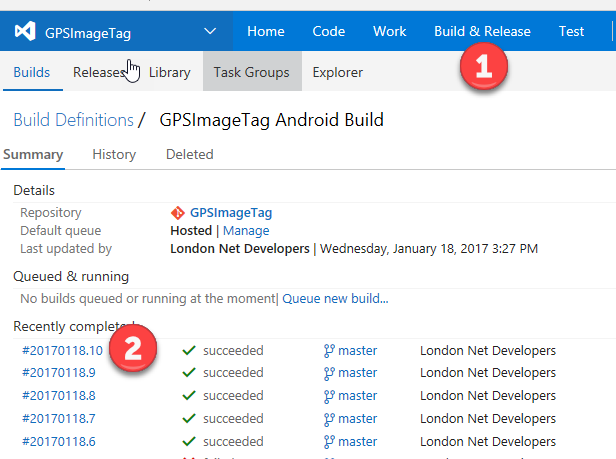 GPSImageTag Home Code Work Build & Release Test
1
Builds Releases Library Task Groups Explorer
Build Definitions / GPSImageTag Android Build
Summary History Deleted
Details
Repository GPSImageTag
Default queue Hosted | Manage
Last updated by London Net Developers | Wednesday, January 18, 2017 3:27 PM
Queued & running
No builds queued or running at the moment| Queue new build...
Recently
2
#20170118.10 succeeded master London Net Developers
#20170118.9 succeeded master London Net Developers
#20170118.8 succeeded master London Net Developers
#20170118.7 succeeded master London Net Developers
#20170118.6 succeeded master London Net Developers